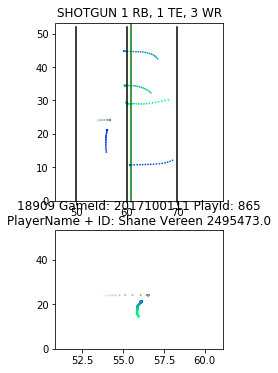 SHOTGUN 1 RB, 1 TE, 3 WR
50
40
30
20
10
0
50 60 70
18909 GameId: 2017100111 PlayId: 865
PlayerName + ID: Shane Vereen 2495473.0
40
20
0
52.5 55.0 57.5 60.0